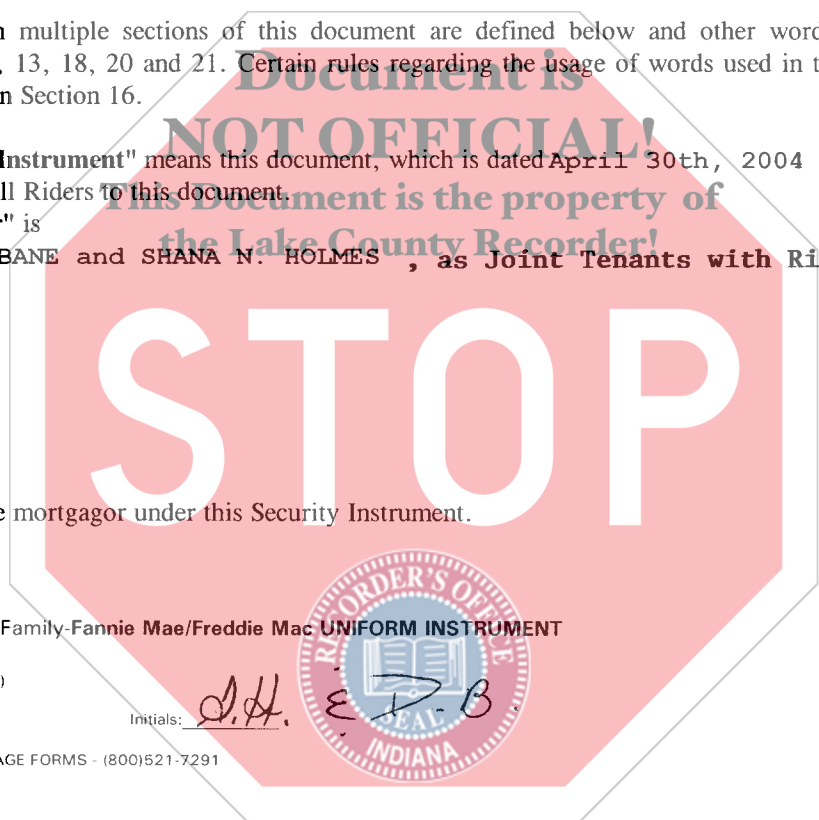 multiple sections of this document are defined below and other
13, 18, 20 and 21. Certain rules regarding the usage of words used in
Section 16.
Document is
NOT OFFICIAL!
This Document is the property of
the Lake County Recorder!
Instrument" means this document, which is dated April 30th, 2004
Riders to this document.
is
BANE and SHANA N. HOLMES , as Joint Tenants with
STOP
mortgagor under this Security Instrument.
RECORDER'S OFFICE
SEAL
INDIANA
Family-Fannie Mae/Freddie Mac UNIFORM INSTRUMENT
)
Initials: S.H. & D.B.
FORMS - (800)521-7291